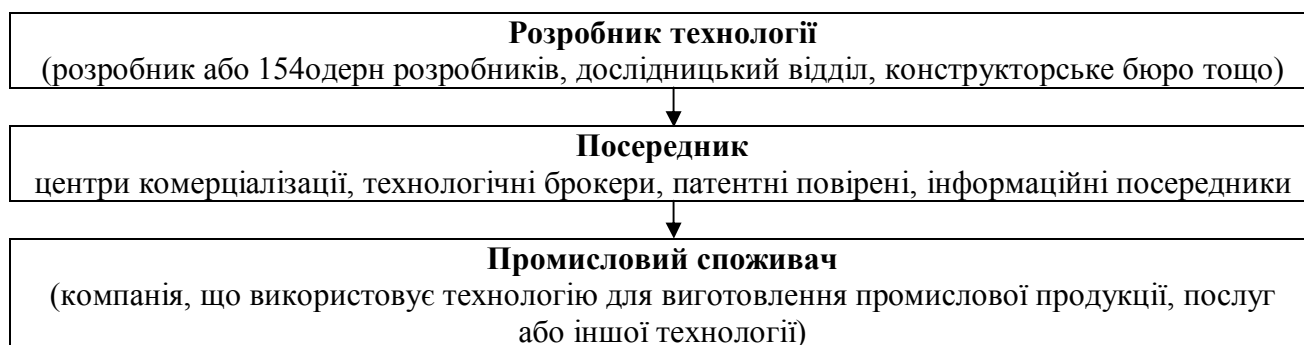 Розробник технології
(розробник або 154одерн розробників, дослідницький відділ, конструкторське бюро тощо)
Посередник
центри комерціалізації, технологічні брокери, патентні повірені, інформаційні посередники
Промисловий споживач
(компанія, що використовує технологію для виготовлення промислової продукції, послуг
або іншої технології)